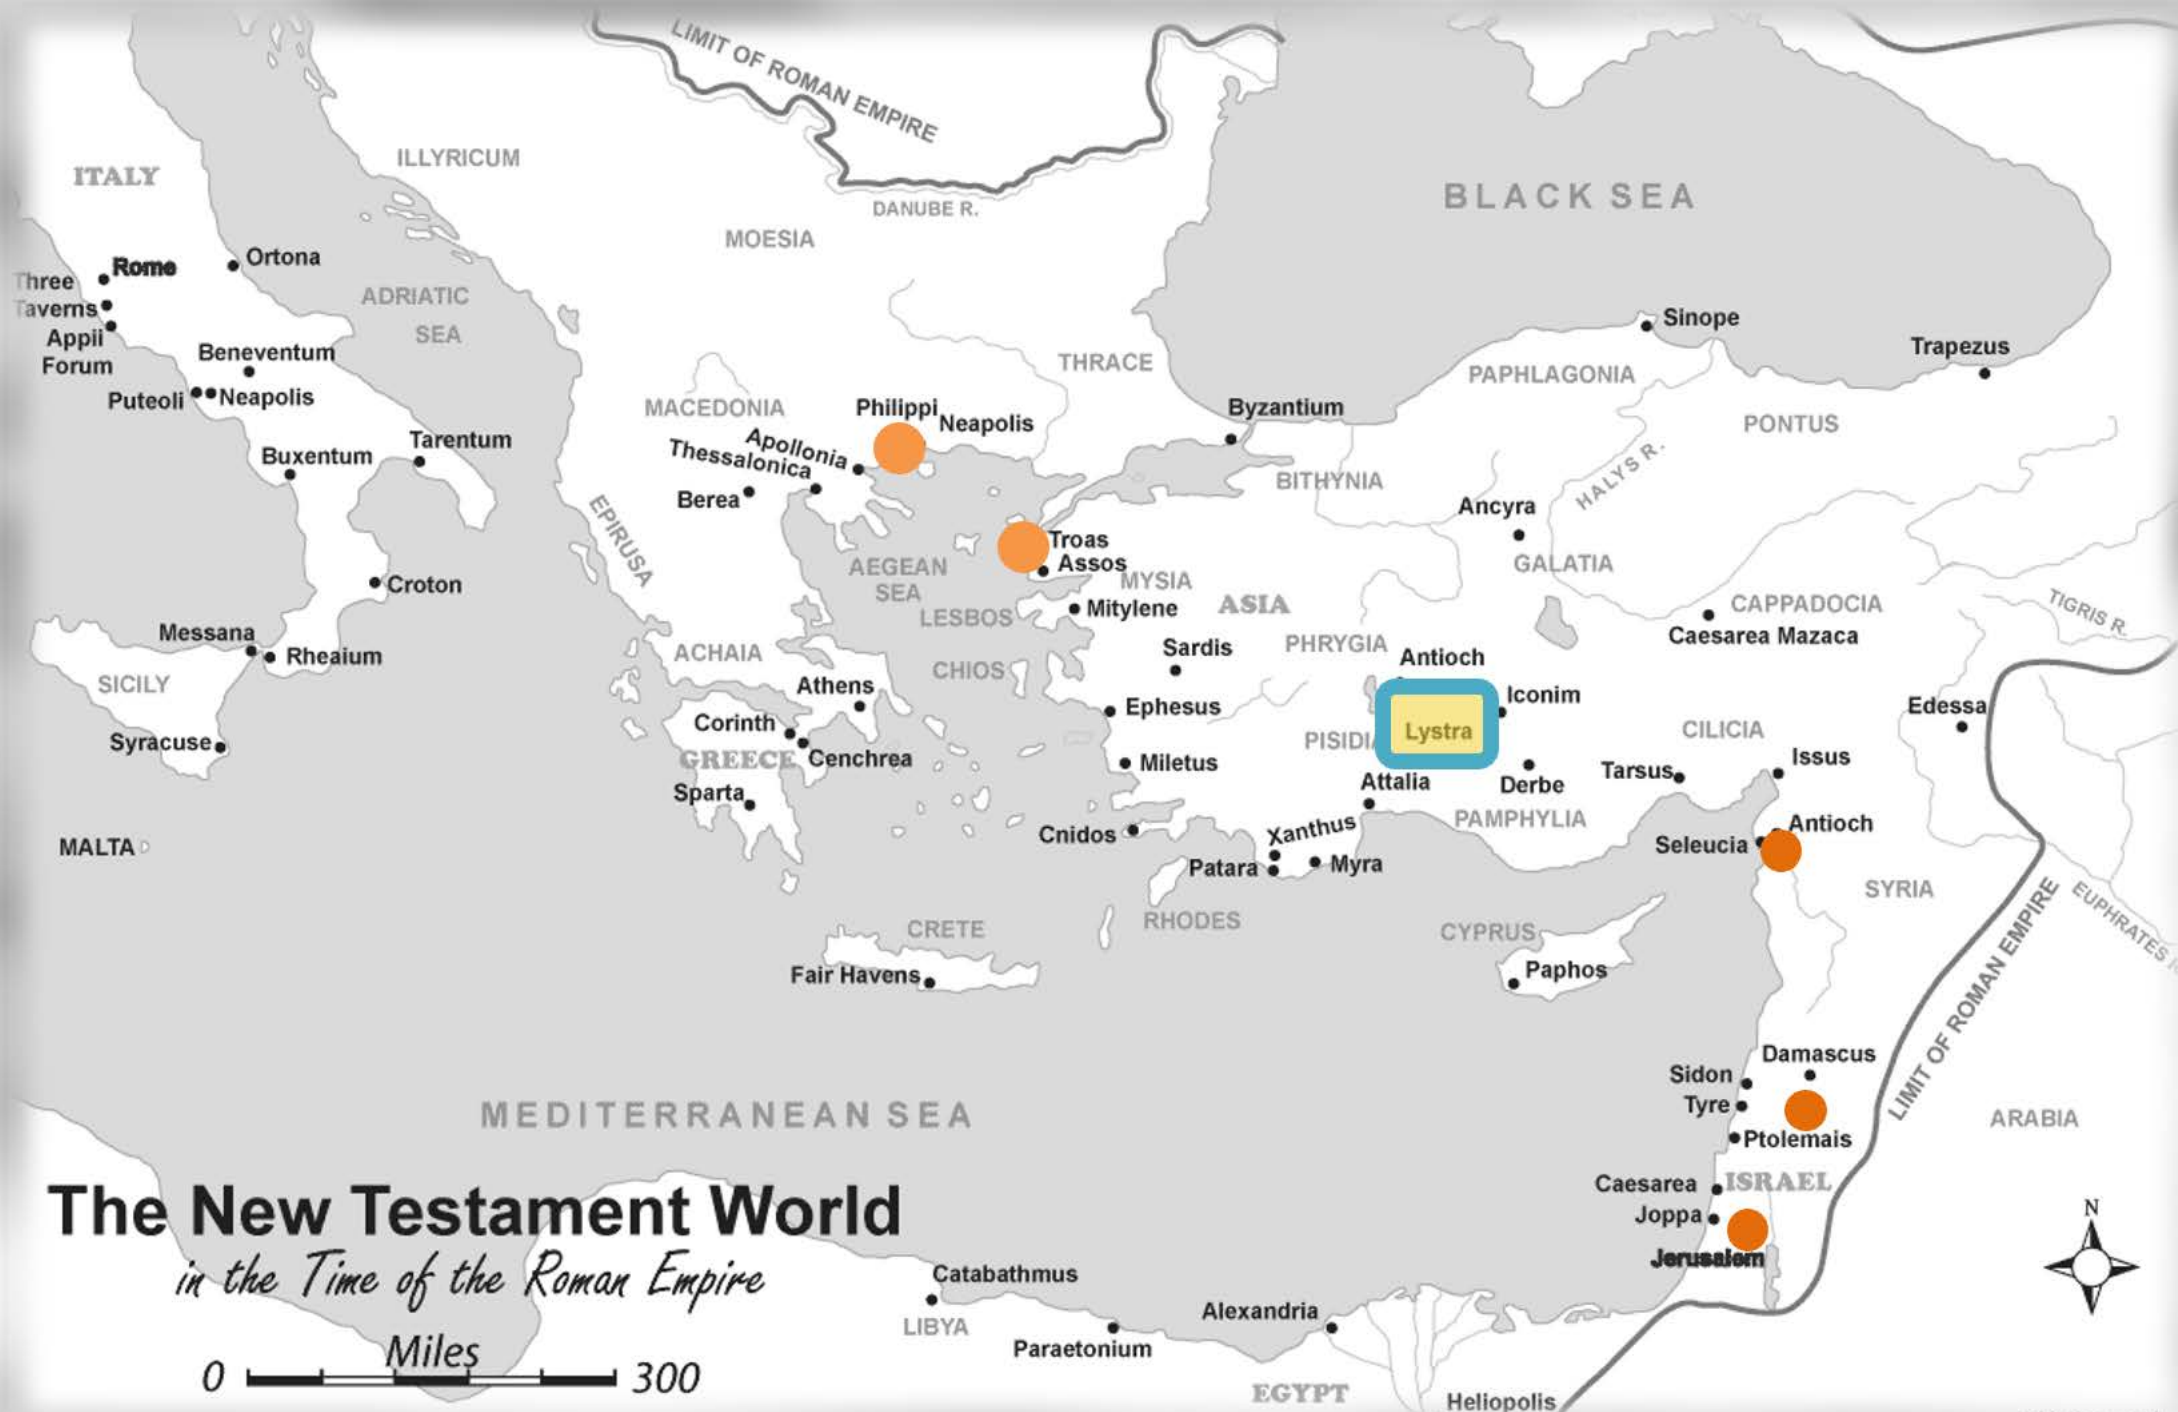 LIMIT OF ROMAN EMPIRE
ITALY
ILLYRICUM
BLACK SEA
DANUBE R.
MOESIA
Rome
Ortona
Three
Taverns
Appii
Forum
ADRIATIC
SEA
Sinope
Trapezus
Beneventum
THRACE
PAPHLAGONIA
Puteoli
Neapolis
MACEDONIA
Philippi
Neapolis
Byzantium
PONTUS
Apollonia
Thessalonica
Tarentum
Buxentum
HALYS R.
BITHYNIA
Berea
EPIRUSA
Ancyra
Troas
Assos
AEGEAN
SEA
GALATIA
MYSIA
Croton
LESBOS
Mitylene
ASIA
CAPPADOCIA
Caesarea Mazaca
TIGRIS R.
Messana
Rheaium
ACHAIA
Sardis
PHRYGIA
Antioch
SICILY
CHIOS
Athens
Iconim
Ephesus
Edessa
Corinth
Lystra
CILICIA
Syracuse
GREECE
Cenchrea
PISIDI
Miletus
Issus
Sparta
Attalia
Derbe
Tarsus
MALTA
Cnidos
Xanthus
PAMPHYLIA
Antioch
Seleucia
Patara
Myra
SYRIA
EUPHRATES
CRETE
RHODES
CYPRUS
Fair Havens
Paphos
LIMIT OF ROMAN EMPIRE
Damascus
Sidon
Tyre
MEDITERRANEAN SEA
ARABIA
Ptolemais
ISRAEL
Caesarea
Joppa
Jerusalem
The New Testament World
in the Time of the Roman Empire
N
Catabathmus
LIBYA
Alexandria
Paraetonium
Miles
0 300
EGYPT
Heliopolis